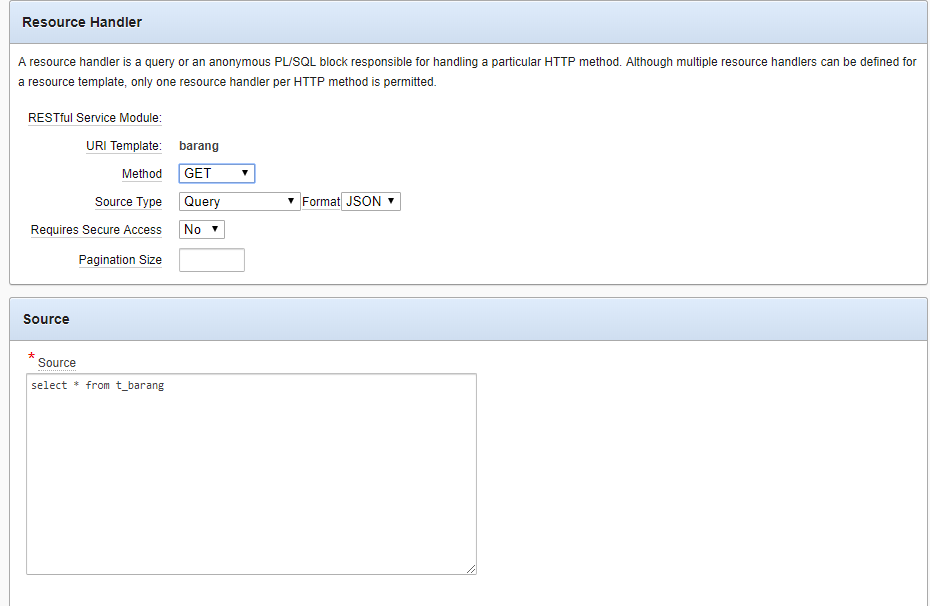 Resource Handler
A resource handler is a query or an anonymous PL/SQL block responsible for handling a particular HTTP method. Although multiple resource handlers can be defined for
a resource template, only one resource handler per HTTP method is permitted.
RESTful Service Module:
URI Template: barang
Method GET
Source Type Query Format JSON
Requires Secure Access No
Pagination Size
Source
* Source
select * from t_barang